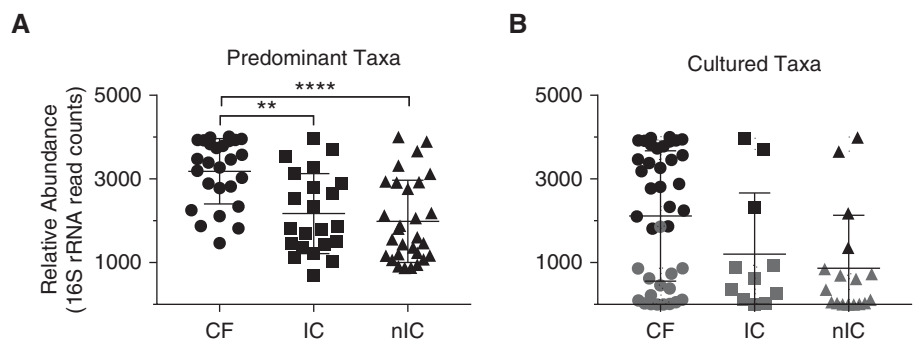 A
Predominant Taxa
****
**
5000
3000
1000
Relative Abundance
(16S rRNA read counts)
CF
IC
nIC
B
Cultured Taxa
5000
3000
1000
CF
IC
nIC